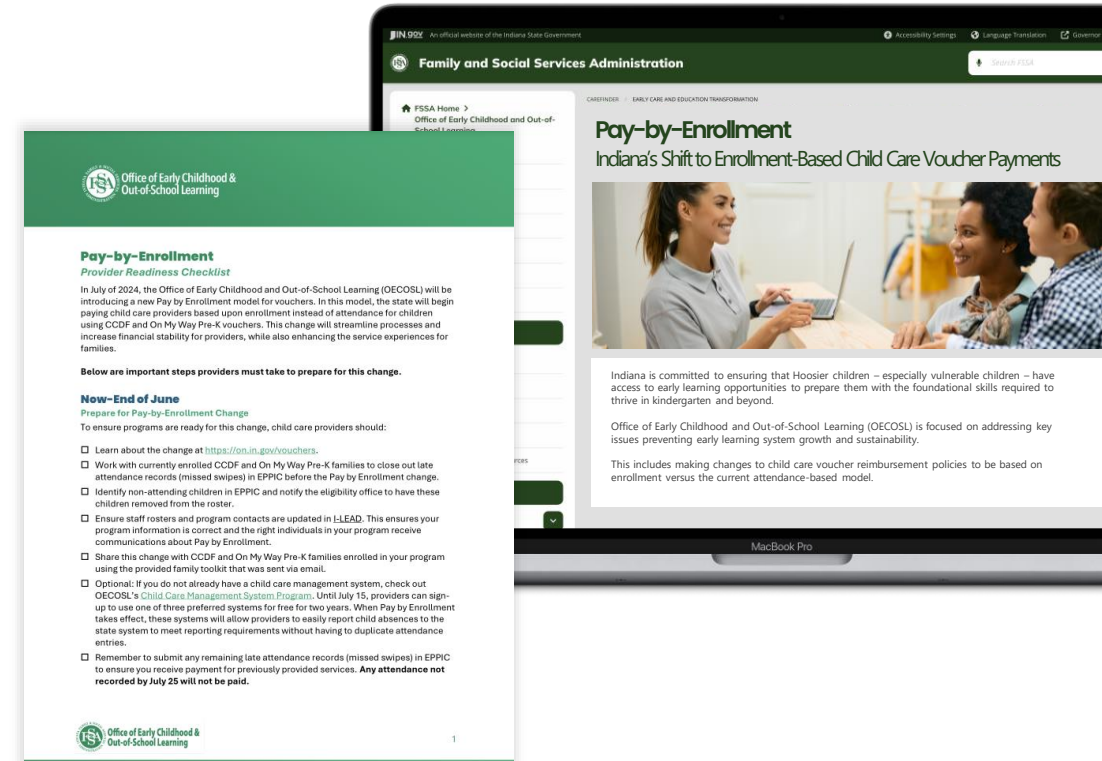 IN.gov An official website of the Indiana State Government
Accessibility Settings
Language Translation
Governor
Family and Social Services Administration
Search FSSA
FSSA Home >
Office of Early Childhood and Out-of-
School Learning
CAREFINDER / EARLY CARE AND EDUCATION TRANSFORMATION
Pay-by-Enrollment
Indiana's Shift to Enrollment-Based Child Care Voucher Payments
Indiana is committed to ensuring that Hoosier children – especially vulnerable children – have
access to early learning opportunities to prepare them with the foundational skills required to
thrive in kindergarten and beyond.
Office of Early Childhood and Out-of-School Learning (OECOSL) is focused on addressing key
issues preventing early learning system growth and sustainability.
This includes making changes to child care voucher reimbursement policies to be based on
enrollment versus the current attendance-based model.
MacBook Pro
FSSA
Office of Early Childhood &
Out-of-School Learning
Pay-by-Enrollment
Provider Readiness Checklist
In July of 2024, the Office of Early Childhood and Out-of-School Learning (OECOSL) will be
introducing a new Pay by Enrollment model for vouchers. In this model, the state will begin
paying child care providers based upon enrollment instead of attendance for children
using CCDF and On My Way Pre-K vouchers. This change will streamline processes and
increase financial stability for providers, while also enhancing the service experiences for
families.
Below are important steps providers must take to prepare for this change.
Now-End of June
Prepare for Pay-by-Enrollment Change
To ensure programs are ready for this change, child care providers should:
☐ Learn about the change at https://on.in.gov/vouchers.
☐ Work with currently enrolled CCDF and On My Way Pre-K families to close out late
attendance records (missed swipes) in EPPIC before the Pay by Enrollment change.
☐ Identify non-attending children in EPPIC and notify the eligibility office to have these
children removed from the roster.
☐ Ensure staff rosters and program contacts are updated in I-LEAD. This ensures your
program information is correct and the right individuals in your program receive
communications about Pay by Enrollment.
☐ Share this change with CCDF and On My Way Pre-K families enrolled in your program
using the provided family toolkit that was sent via email.
☐ Optional: If you do not already have a child care management system, check out
OECOSL's Child Care Management System Program. Until July 15, providers can sign-
up to use one of three preferred systems for free for two years. When Pay by Enrollment
takes effect, these systems will allow providers to easily report child absences to the
state system to meet reporting requirements without having to duplicate attendance
entries.
☐ Remember to submit any remaining late attendance records (missed swipes) in EPPIC
to ensure you receive payment for previously provided services. Any attendance not
recorded by July 25 will not be paid.
FSSA
Office of Early Childhood &
Out-of-School Learning
1